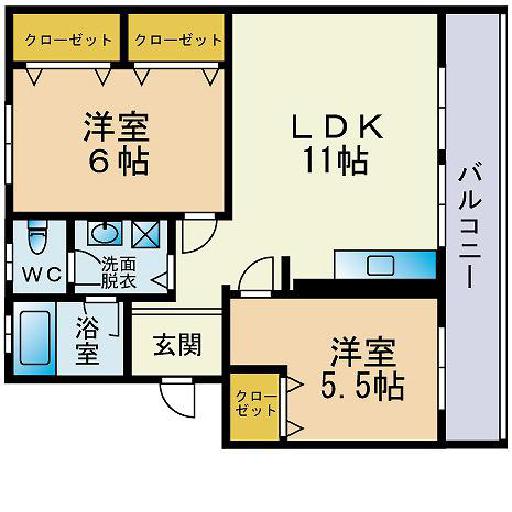 クローゼット
クローゼット
洋室
6帖
LDK
11帖
バルコニー
WC
洗面
脱衣
浴室
玄関
洋室
5.5帖
クロー
ゼット